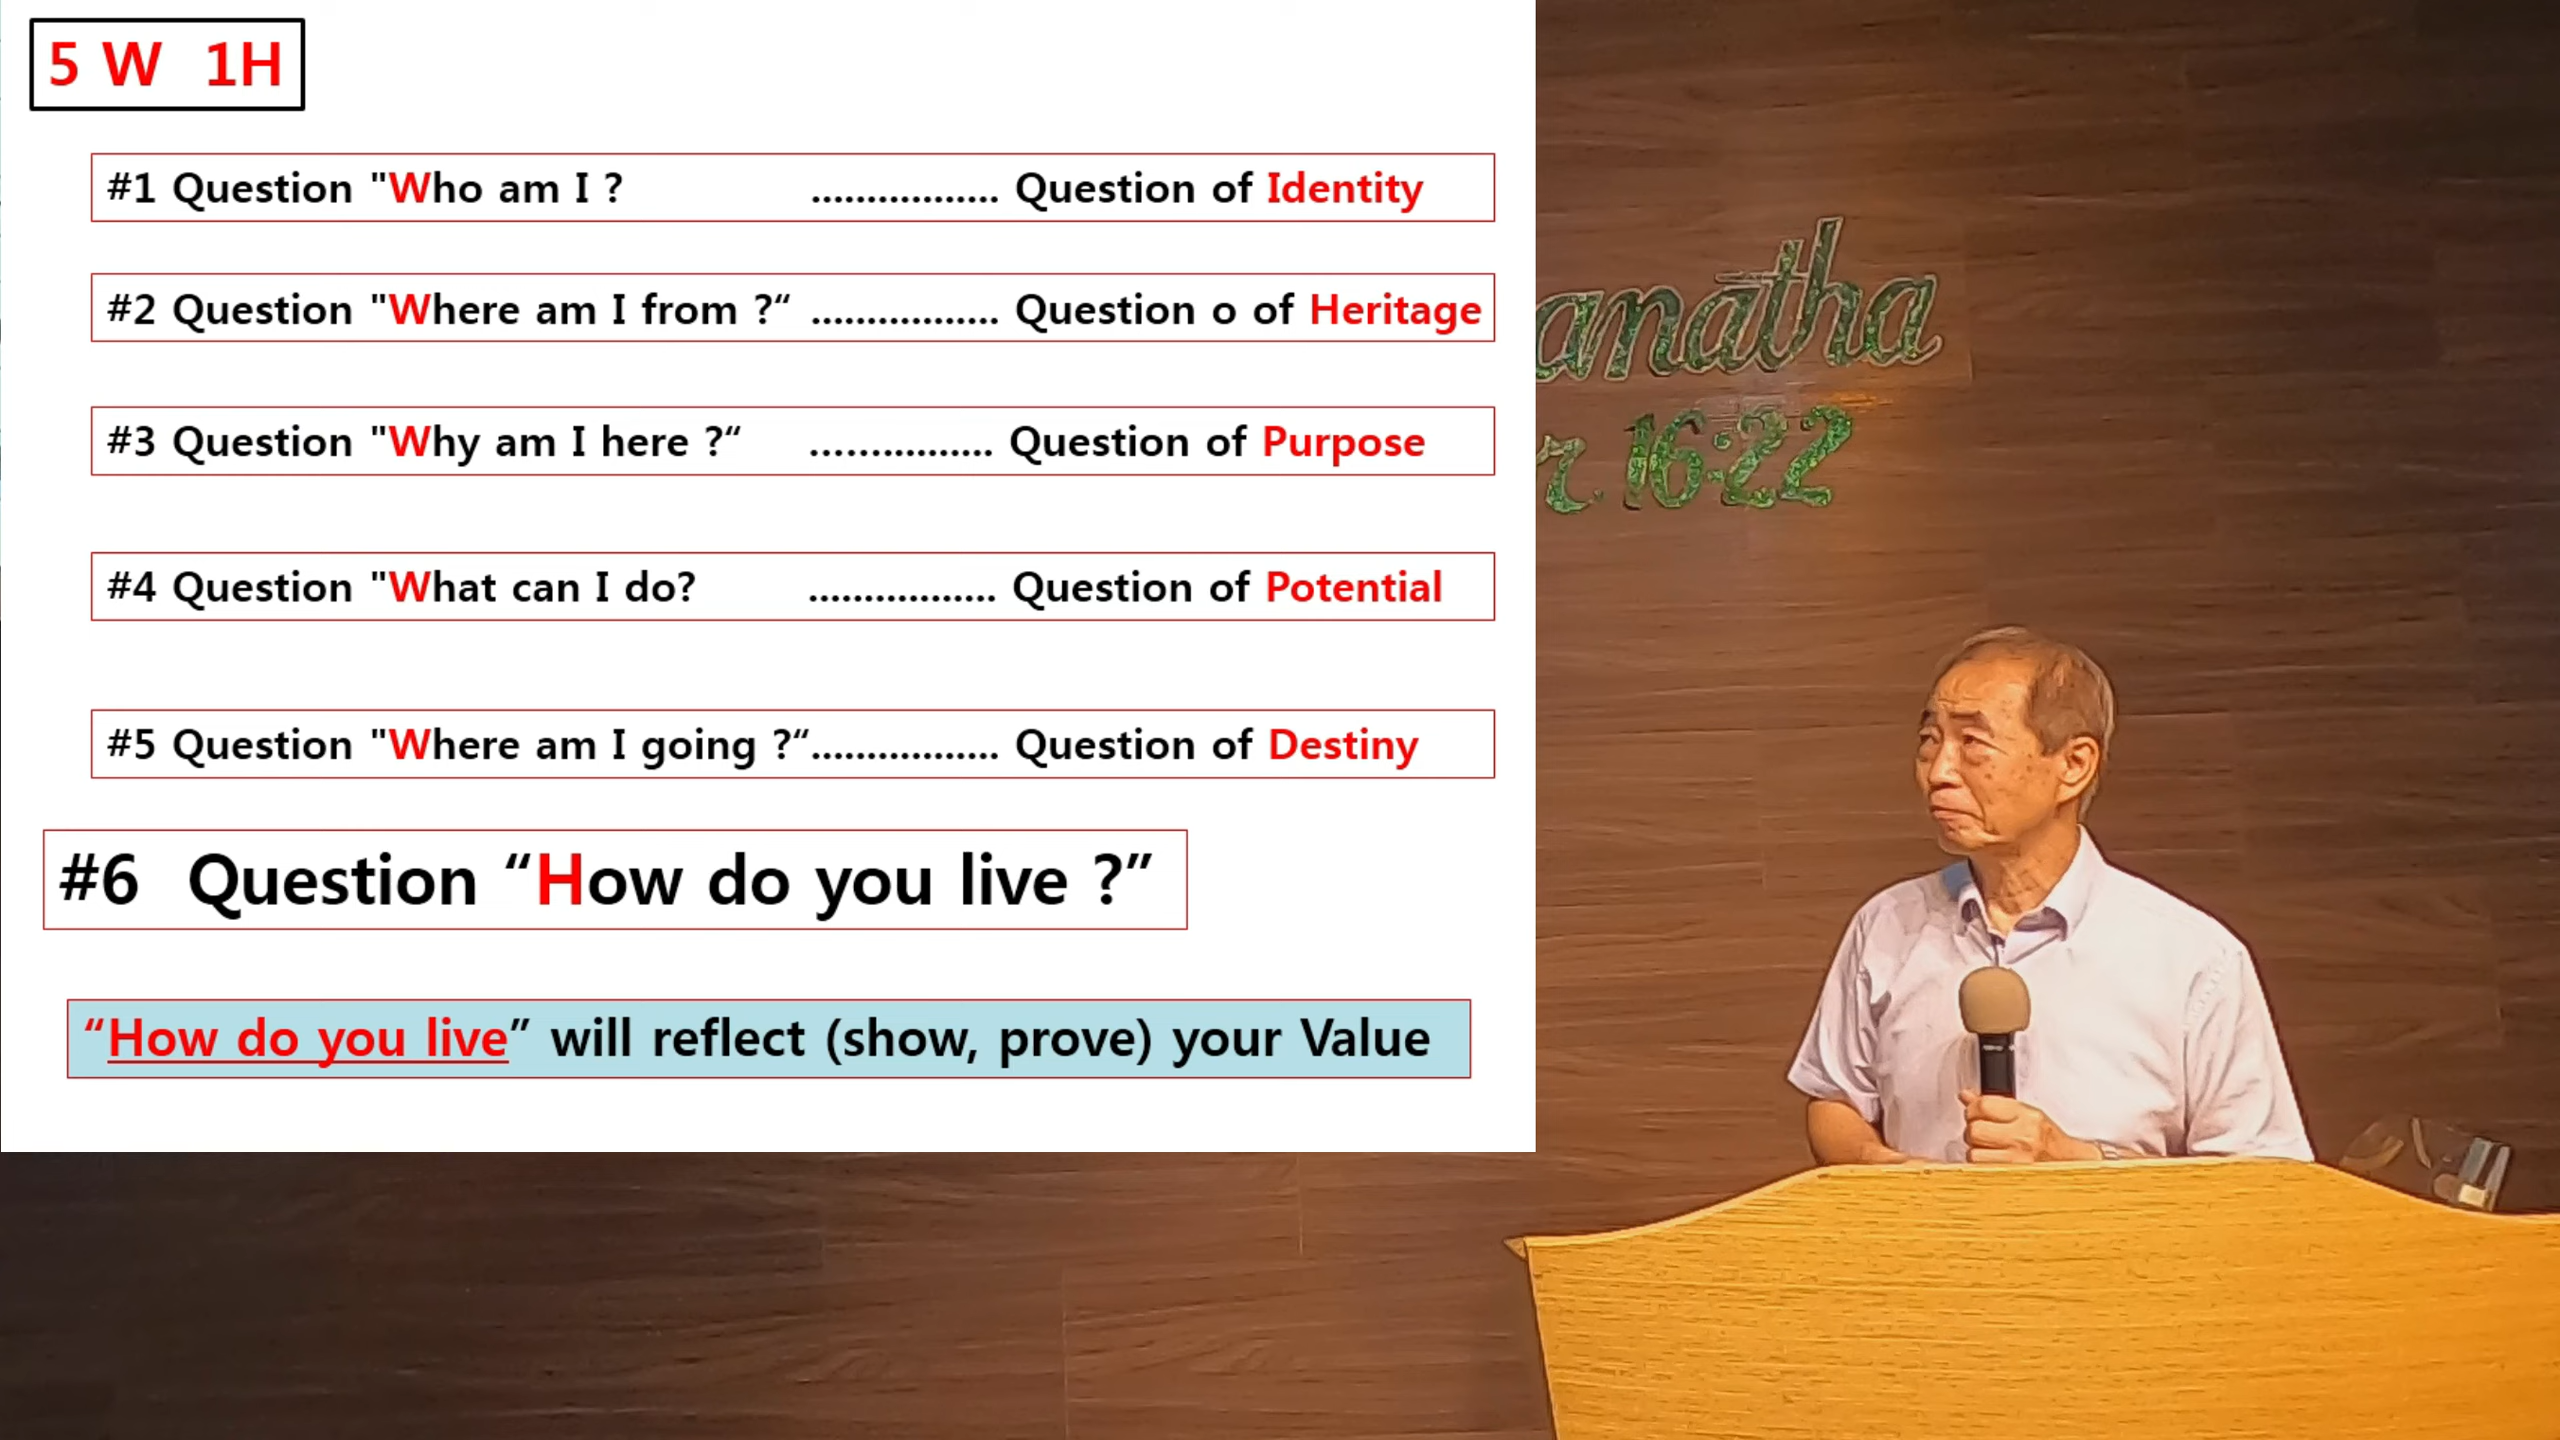 5 W 1H
#1 Question "Who am I ? ................. Question of Identity
#2 Question "Where am I from ?“ ................. Question o of Heritage
#3 Question "Why am I here ?“ ................. Question of Purpose
#4 Question "What can I do? ................. Question of Potential
#5 Question "Where am I going ?“................. Question of Destiny
#6 Question “How do you live ?”
“How do you live” will reflect (show, prove) your Value
anatha
r. 16:22